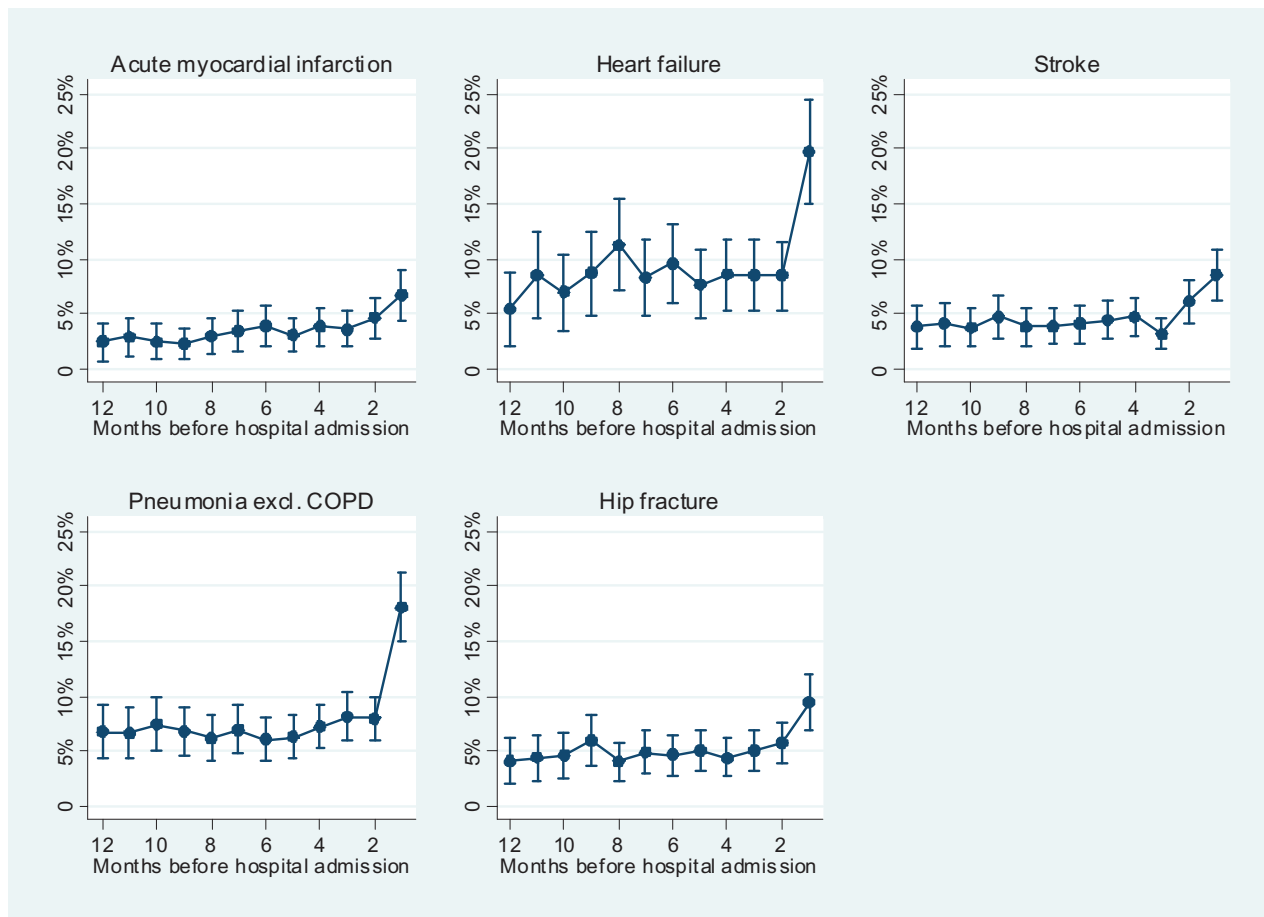 Acute myocardial infarction
25%
20%
15%
10%
5%
0
12 10 8 6 4 2
Months before hospital admission
Heart failure
25%
20%
15%
10%
5%
0
12 10 8 6 4 2
Months before hospital admission
Stroke
25%
20%
15%
10%
5%
0
12 10 8 6 4 2
Months before hospital admission
Pneumonia excl. COPD
25%
20%
15%
10%
5%
0
12 10 8 6 4 2
Months before hospital admission
Hip fracture
25%
20%
15%
10%
5%
0
12 10 8 6 4 2
Months before hospital admission